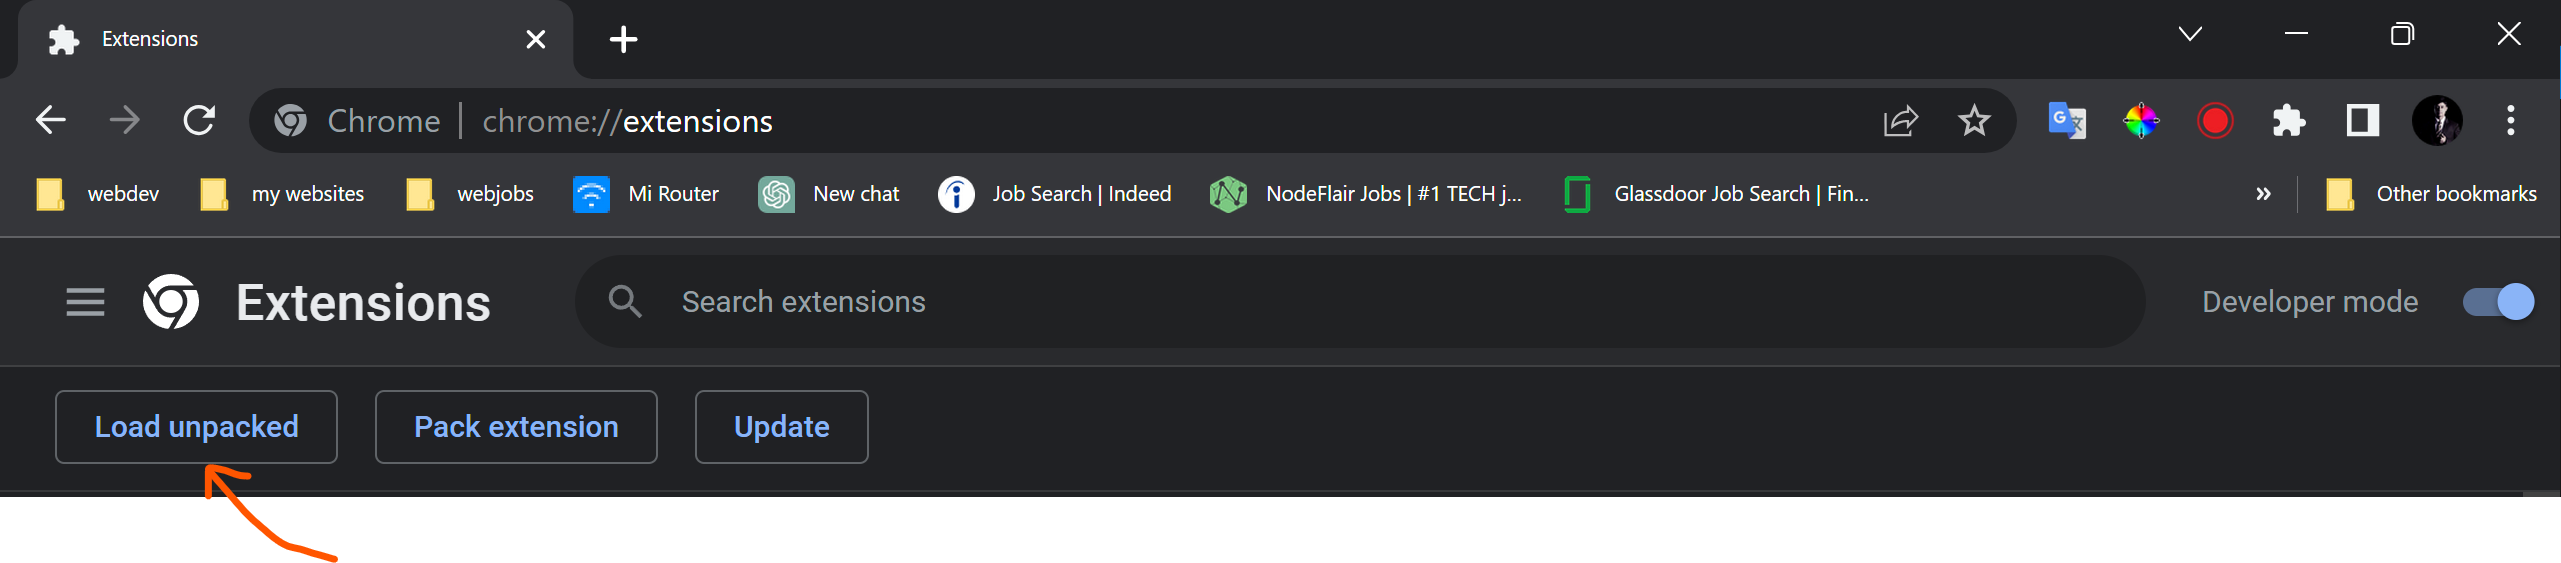 Extensions
Chrome | chrome://extensions
webdev my websites webjobs Mi Router New chat Job Search | Indeed NodeFlair Jobs | #1 TECH j... Glassdoor Job Search | Fin... » Other bookmarks
Extensions Search extensions Developer mode
Load unpacked Pack extension Update